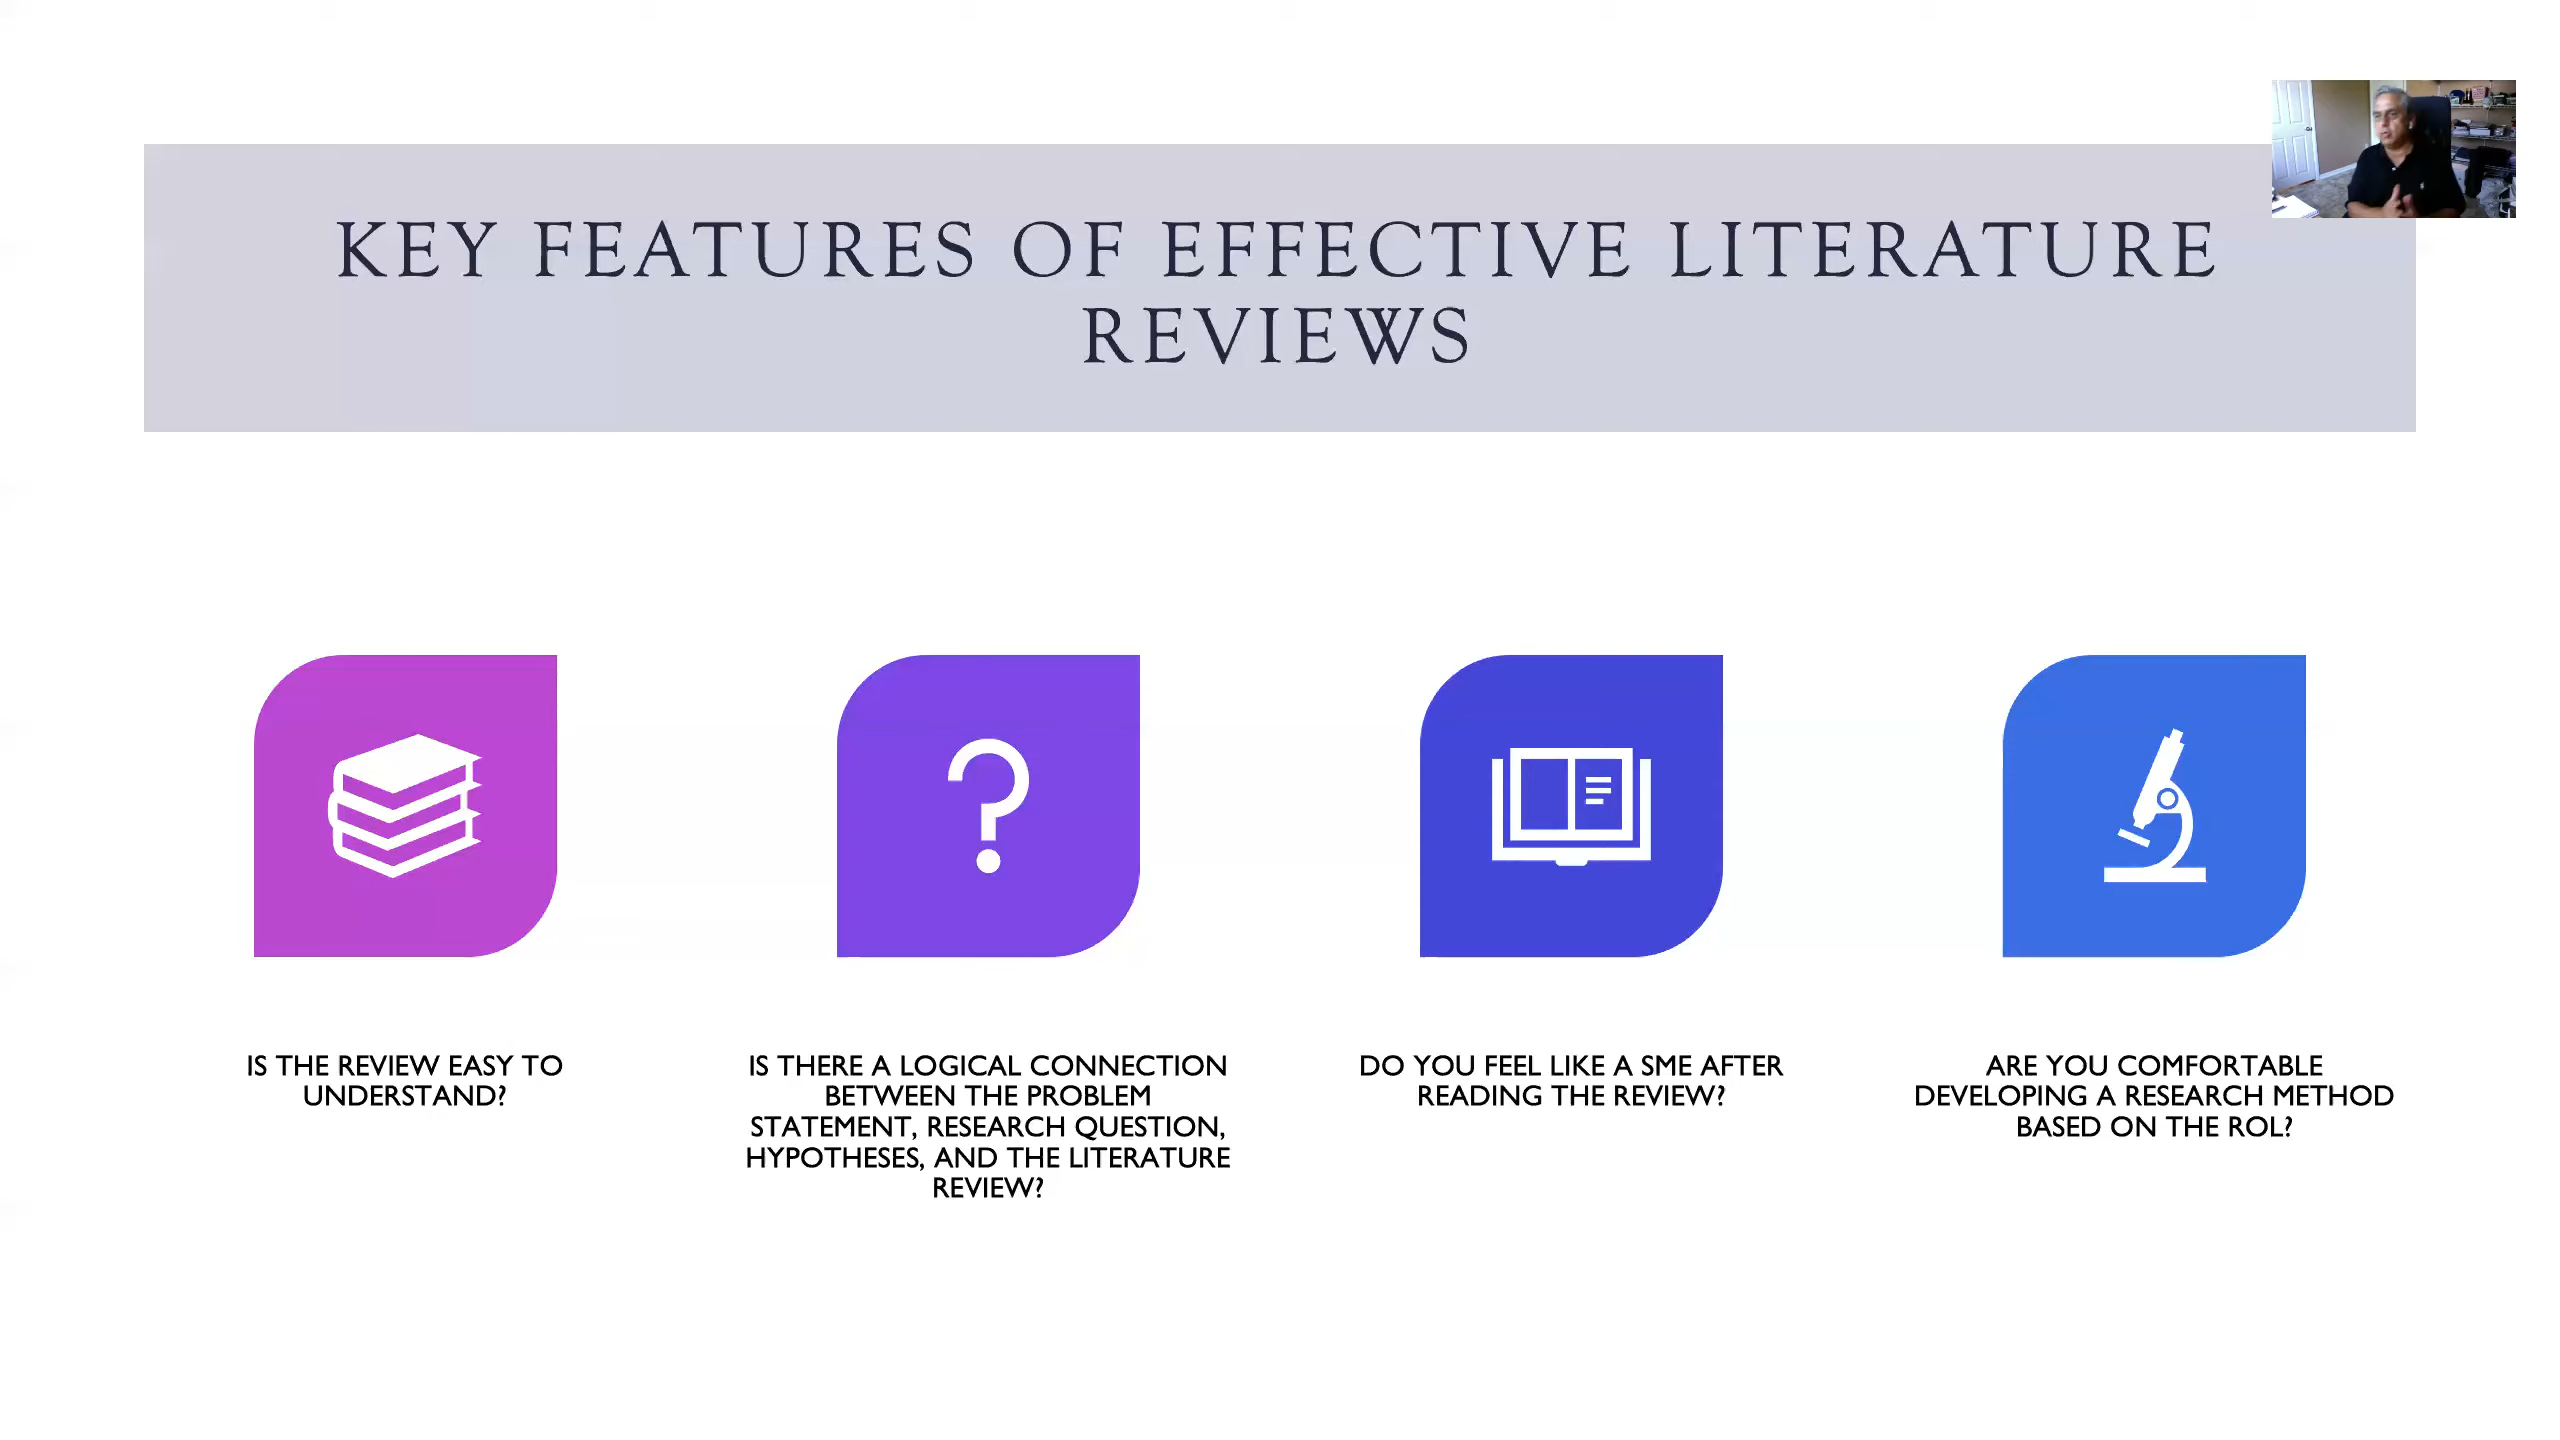 KEY FEATURES OF EFFECTIVE LITERATURE
REVIEWS
IS THE REVIEW EASY TO
UNDERSTAND?
IS THERE A LOGICAL CONNECTION
BETWEEN THE PROBLEM
STATEMENT, RESEARCH QUESTION,
HYPOTHESES, AND THE LITERATURE
REVIEW?
DO YOU FEEL LIKE A SME AFTER
READING THE REVIEW?
ARE YOU COMFORTABLE
DEVELOPING A RESEARCH METHOD
BASED ON THE ROL?